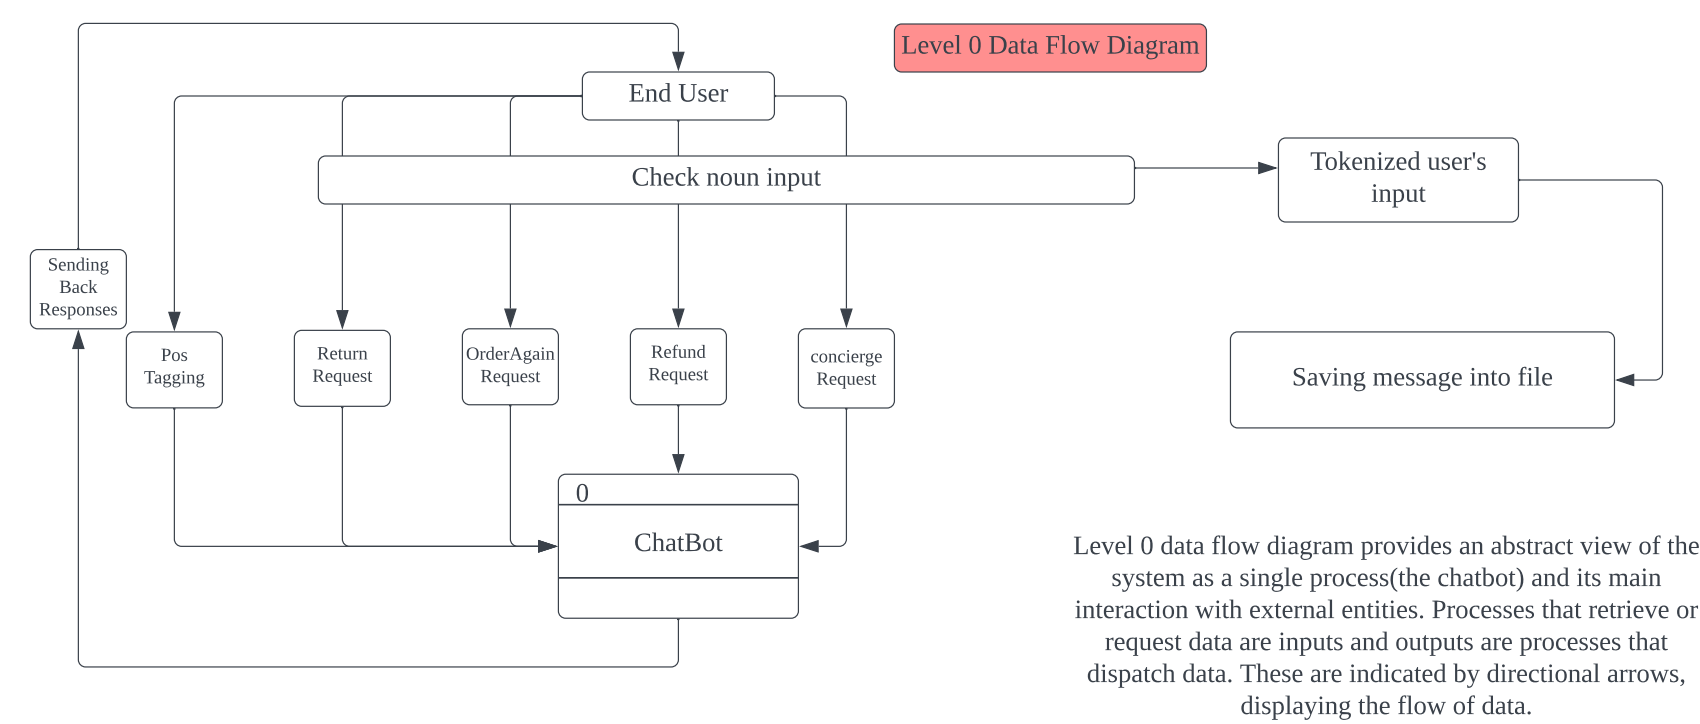 Level 0 Data Flow Diagram
End User
Check noun input
Tokenized user's
input
Sending
Back
Responses
Pos
Tagging
Return
Request
OrderAgain
Request
Refund
Request
concierge
Request
Saving message into file
0
ChatBot
Level 0 data flow diagram provides an abstract view of the
system as a single process(the chatbot) and its main
interaction with external entities. Processes that retrieve or
request data are inputs and outputs are processes that
dispatch data. These are indicated by directional arrows,
displaying the flow of data.